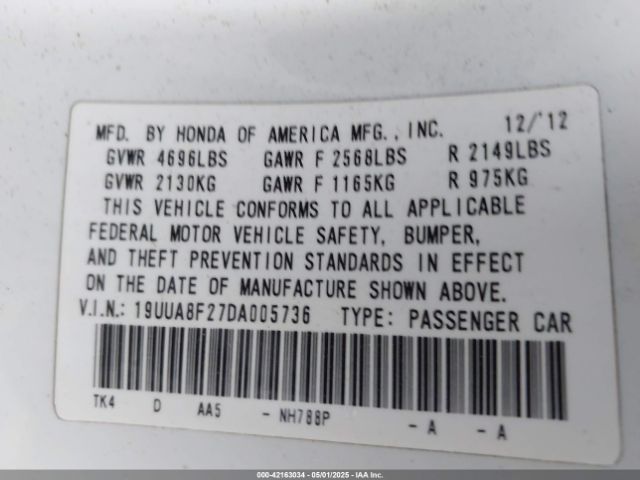 MFD. BY HONDA OF AMERICA MFG., INC. 12/'12
GVWR 4696LBS GAWR F 2568LBS R 2149LBS
GVWR 2130KG GAWR F 1165KG R 975KG
THIS VEHICLE CONFORMS TO ALL APPLICABLE
FEDERAL MOTOR VEHICLE SAFETY, BUMPER,
AND THEFT PREVENTION STANDARDS IN EFFECT
ON THE DATE OF MANUFACTURE SHOWN ABOVE.
V.I.N.: 19UUA8F27DA005736 TYPE: PASSENGER CAR
TK4 D AA5 - NH788P - A - A
000-42163034 - 05/01/2025 - IAA Inc.